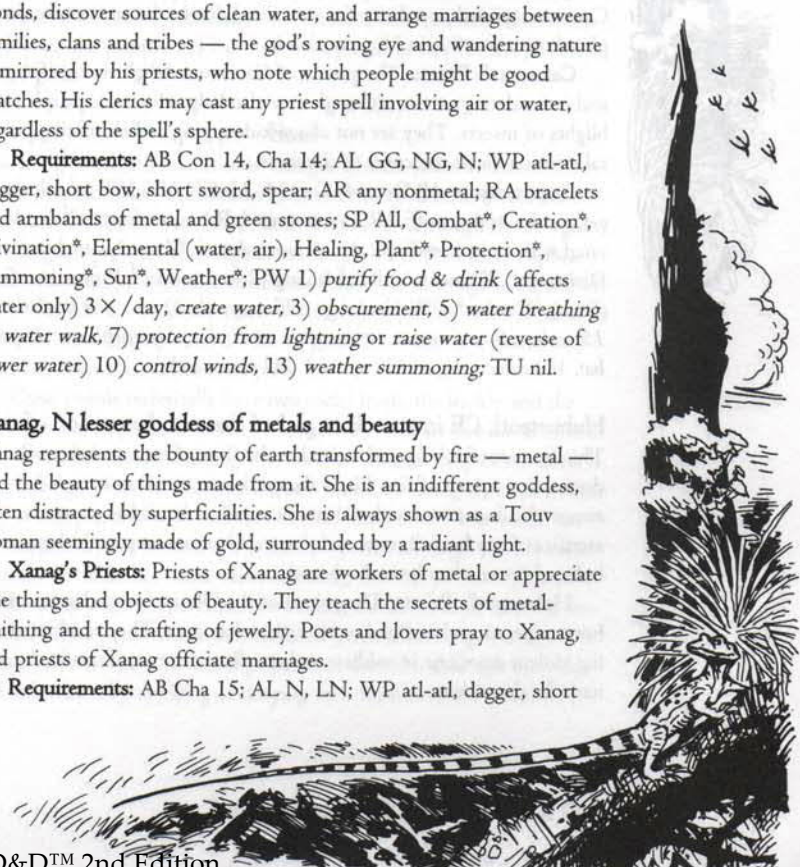 onds, discover sources of clean water, and arrange marriages between
milies, clans and tribes — the god's roving eye and wandering nature
mirrored by his priests, who note which people might be good
atches. His clerics may cast any priest spell involving air or water,
gardless of the spell's sphere.
Requirements: AB Con 14, Cha 14; AL GG, NG, N; WP atl-atl,
gger, short bow, short sword, spear; AR any nonmetal; RA bracelets
d armbands of metal and green stones; SP All, Combat*, Creation*,
ivination*, Elemental (water, air), Healing, Plant*, Protection*,
mmoning*, Sun*, Weather*; PW 1) purify food & drink (affects
ter only) 3×/day, create water, 3) obscurement, 5) water breathing
water walk, 7) protection from lightning or raise water (reverse of
wer water) 10) control winds, 13) weather summoning; TU nil.
anag, N lesser goddess of metals and beauty
anag represents the bounty of earth transformed by fire — metal —
d the beauty of things made from it. She is an indifferent goddess,
ten distracted by superficialities. She is always shown as a Touv
oman seemingly made of gold, surrounded by a radiant light.
Xanag's Priests: Priests of Xanag are workers of metal or appreciate
e things and objects of beauty. They teach the secrets of metal-
ithing and the crafting of jewelry. Poets and lovers pray to Xanag,
d priests of Xanag officiate marriages.
Requirements: AB Cha 15; AL N, LN; WP atl-atl, dagger, short
D&D™ 2nd Edition